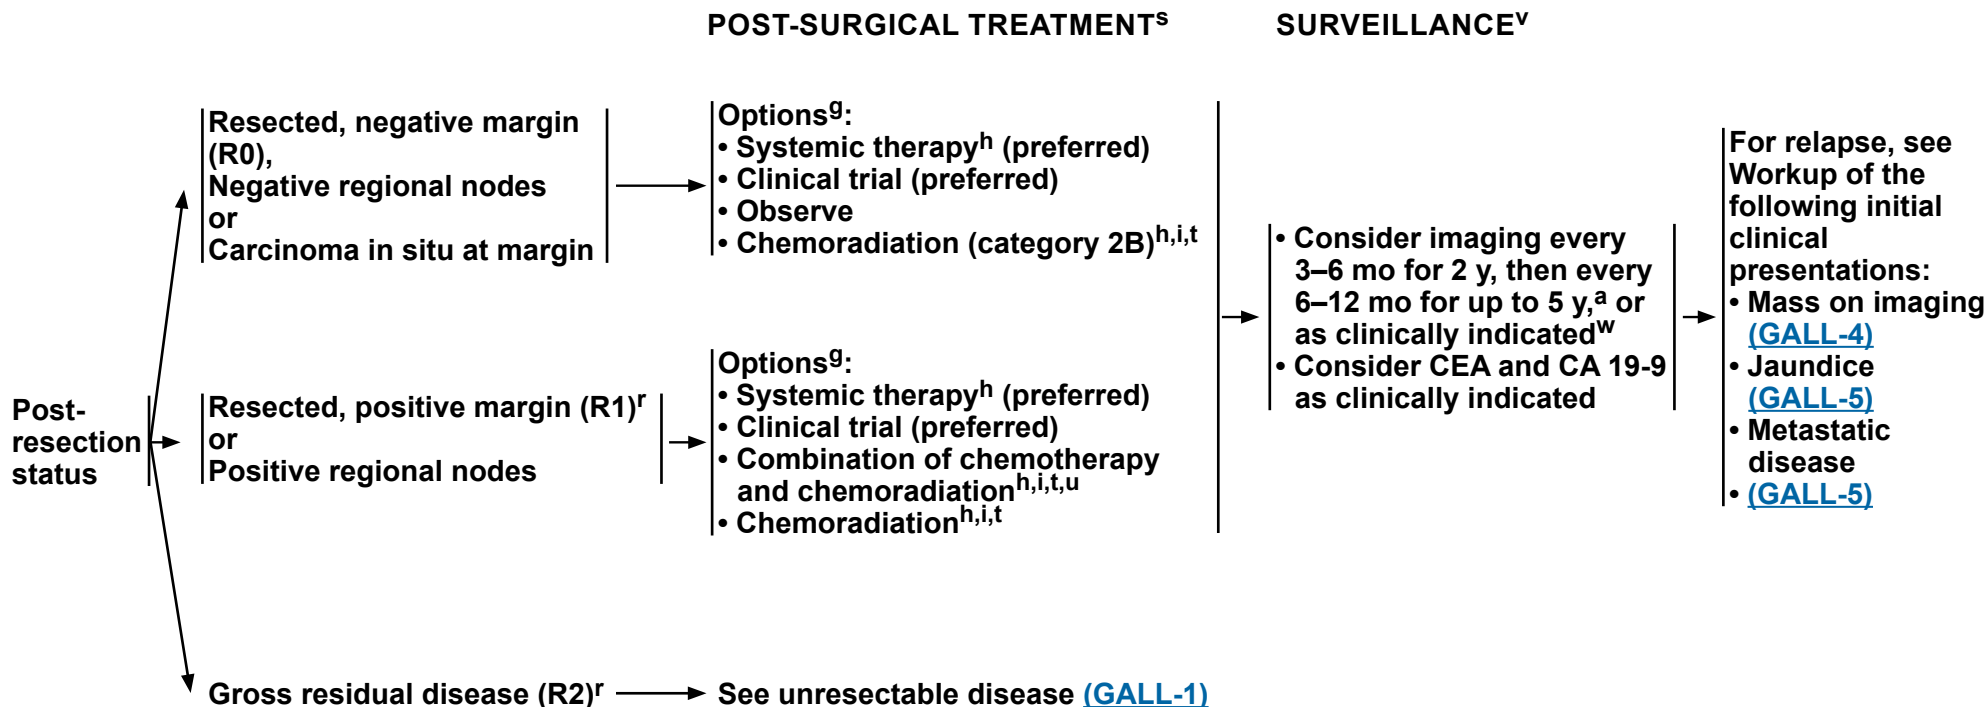 POST-SURGICAL TREATMENTs
SURVEILLANCEv
Post-
resection
status
Resected, negative margin
(R0),
Negative regional nodes
or
Carcinoma in situ at margin
Optionsg:
• Systemic therapyh (preferred)
• Clinical trial (preferred)
• Observe
• Chemoradiation (category 2B)h,i,t
Resected, positive margin (R1)r
or
Positive regional nodes
Optionsg:
• Systemic therapyh (preferred)
• Clinical trial (preferred)
• Combination of chemotherapy
and chemoradiationh,i,t,u
• Chemoradiationh,i,t
Gross residual disease (R2)r
See unresectable disease (GALL-1)
• Consider imaging every
3–6 mo for 2 y, then every
6–12 mo for up to 5 y,a or
as clinically indicatedw
• Consider CEA and CA 19-9
as clinically indicated
For relapse, see
Workup of the
following initial
clinical
presentations:
• Mass on imaging
(GALL-4)
• Jaundice
(GALL-5)
• Metastatic
disease
• (GALL-5)